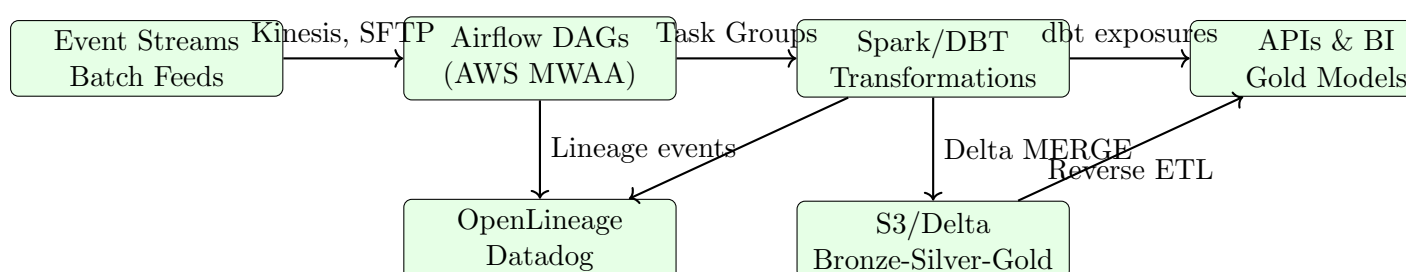 Event Streams
Batch Feeds
Kinesis, SFTP
Airflow DAGs
(AWS MWAA)
Task Groups
Spark/DBT
Transformations
dbt exposures
APIs & BI
Gold Models
Lineage events
Delta MERGE
Reverse ETL
OpenLineage
Datadog
S3/Delta
Bronze-Silver-Gold